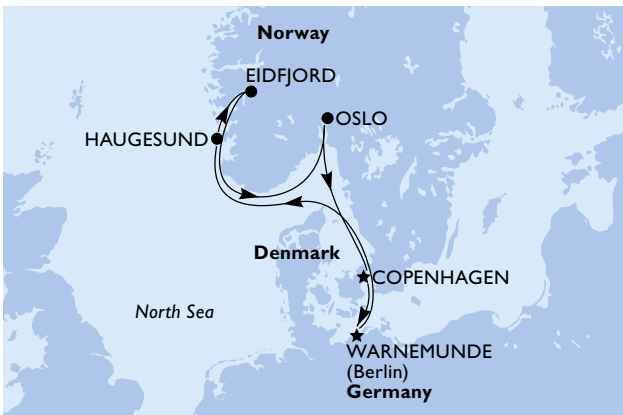 Norway
EIDFJORD
OSLO
HAUGESUND
Denmark
COPENHAGEN
North Sea
WARNEMUNDE
(Berlin)
Germany